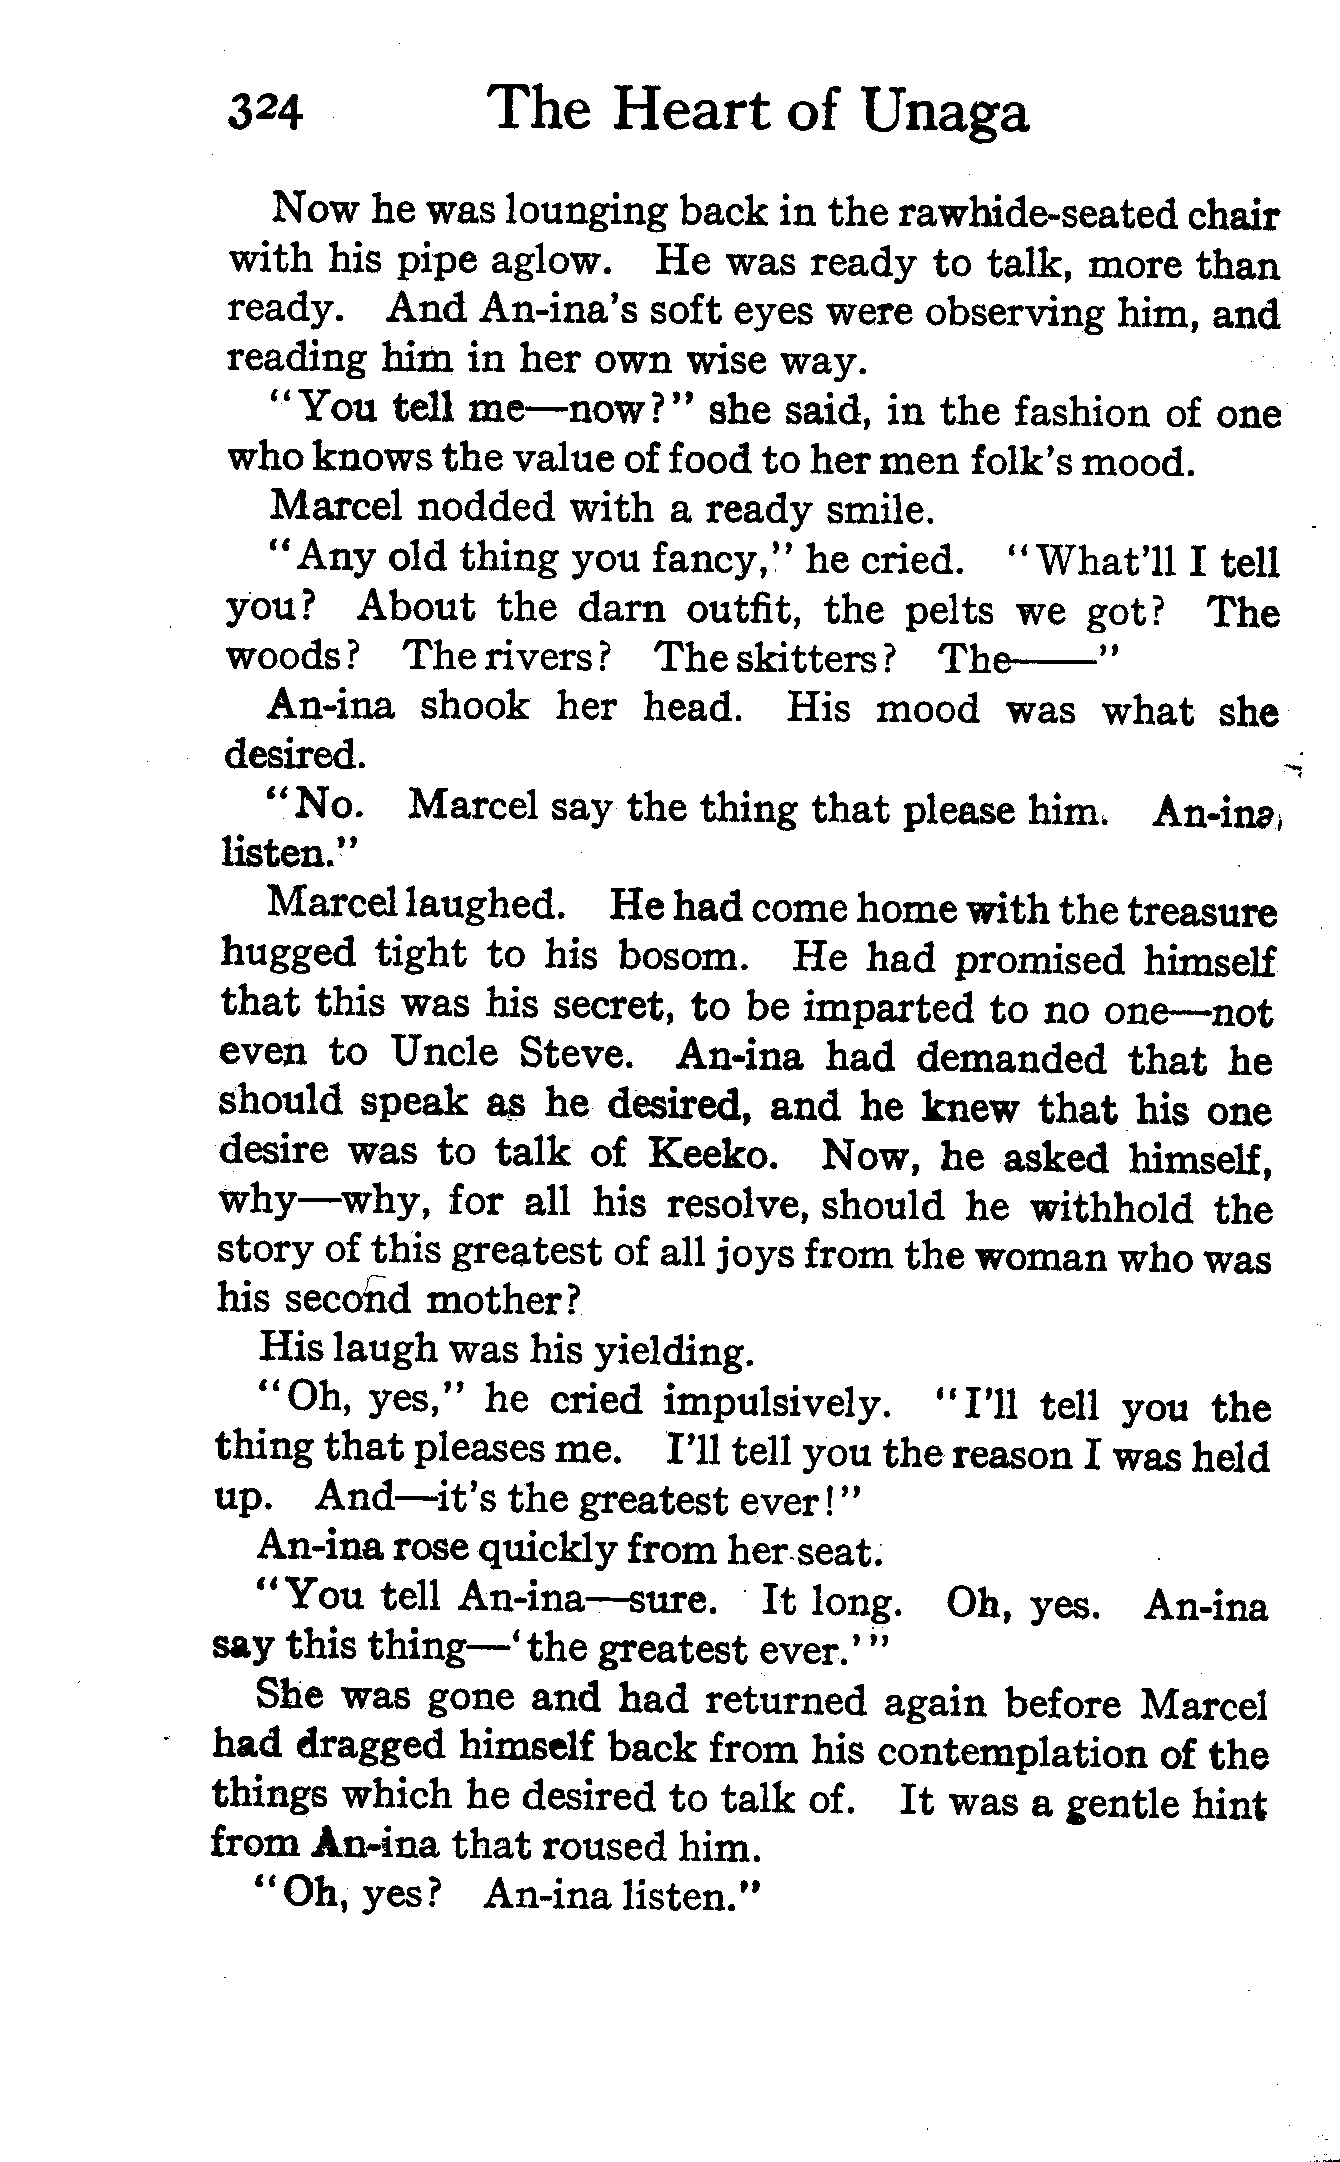 324 The Heart of Unaga
Now he was lounging back in the rawhide-seated chair
with his pipe aglow. He was ready to talk, more than
ready. And An-ina's soft eyes were observing him, and
reading him in her own wise way.
"You tell me—now?" she said, in the fashion of one
who knows the value of food to her men folk's mood.
Marcel nodded with a ready smile.
"Any old thing you fancy," he cried. "What'll I tell
you? About the darn outfit, the pelts we got? The
woods? The rivers? The skitters? The——"
An-ina shook her head. His mood was what she
desired.
"No. Marcel say the thing that please him. An-ina,
listen."
Marcel laughed. He had come home with the treasure
hugged tight to his bosom. He had promised himself
that this was his secret, to be imparted to no one—not
even to Uncle Steve. An-ina had demanded that he
should speak as he desired, and he knew that his one
desire was to talk of Keeko. Now, he asked himself,
why—why, for all his resolve, should he withhold the
story of this greatest of all joys from the woman who was
his second mother?
His laugh was his yielding.
"Oh, yes," he cried impulsively. "I'll tell you the
thing that pleases me. I'll tell you the reason I was held
up. And—it's the greatest ever!"
An-ina rose quickly from her seat.
"You tell An-ina—sure. It long. Oh, yes. An-ina
say this thing—'the greatest ever.'"
She was gone and had returned again before Marcel
had dragged himself back from his contemplation of the
things which he desired to talk of. It was a gentle hint
from An-ina that roused him.
"Oh, yes? An-ina listen."